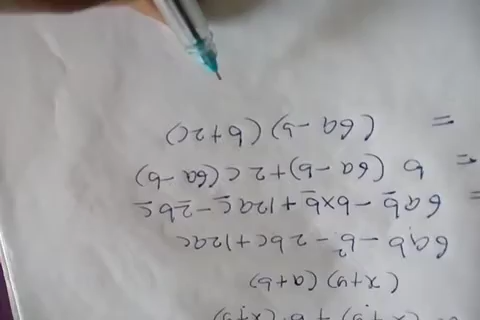 (x+y) + b (x+y)
(x+y) (a+b)
6ab - b² - 2bc + 12ac
= 6ab - b×b + 12ac - 2bc
= b (6a - b) + 2c (6a - b)
= (6a - b) (b + 2c)